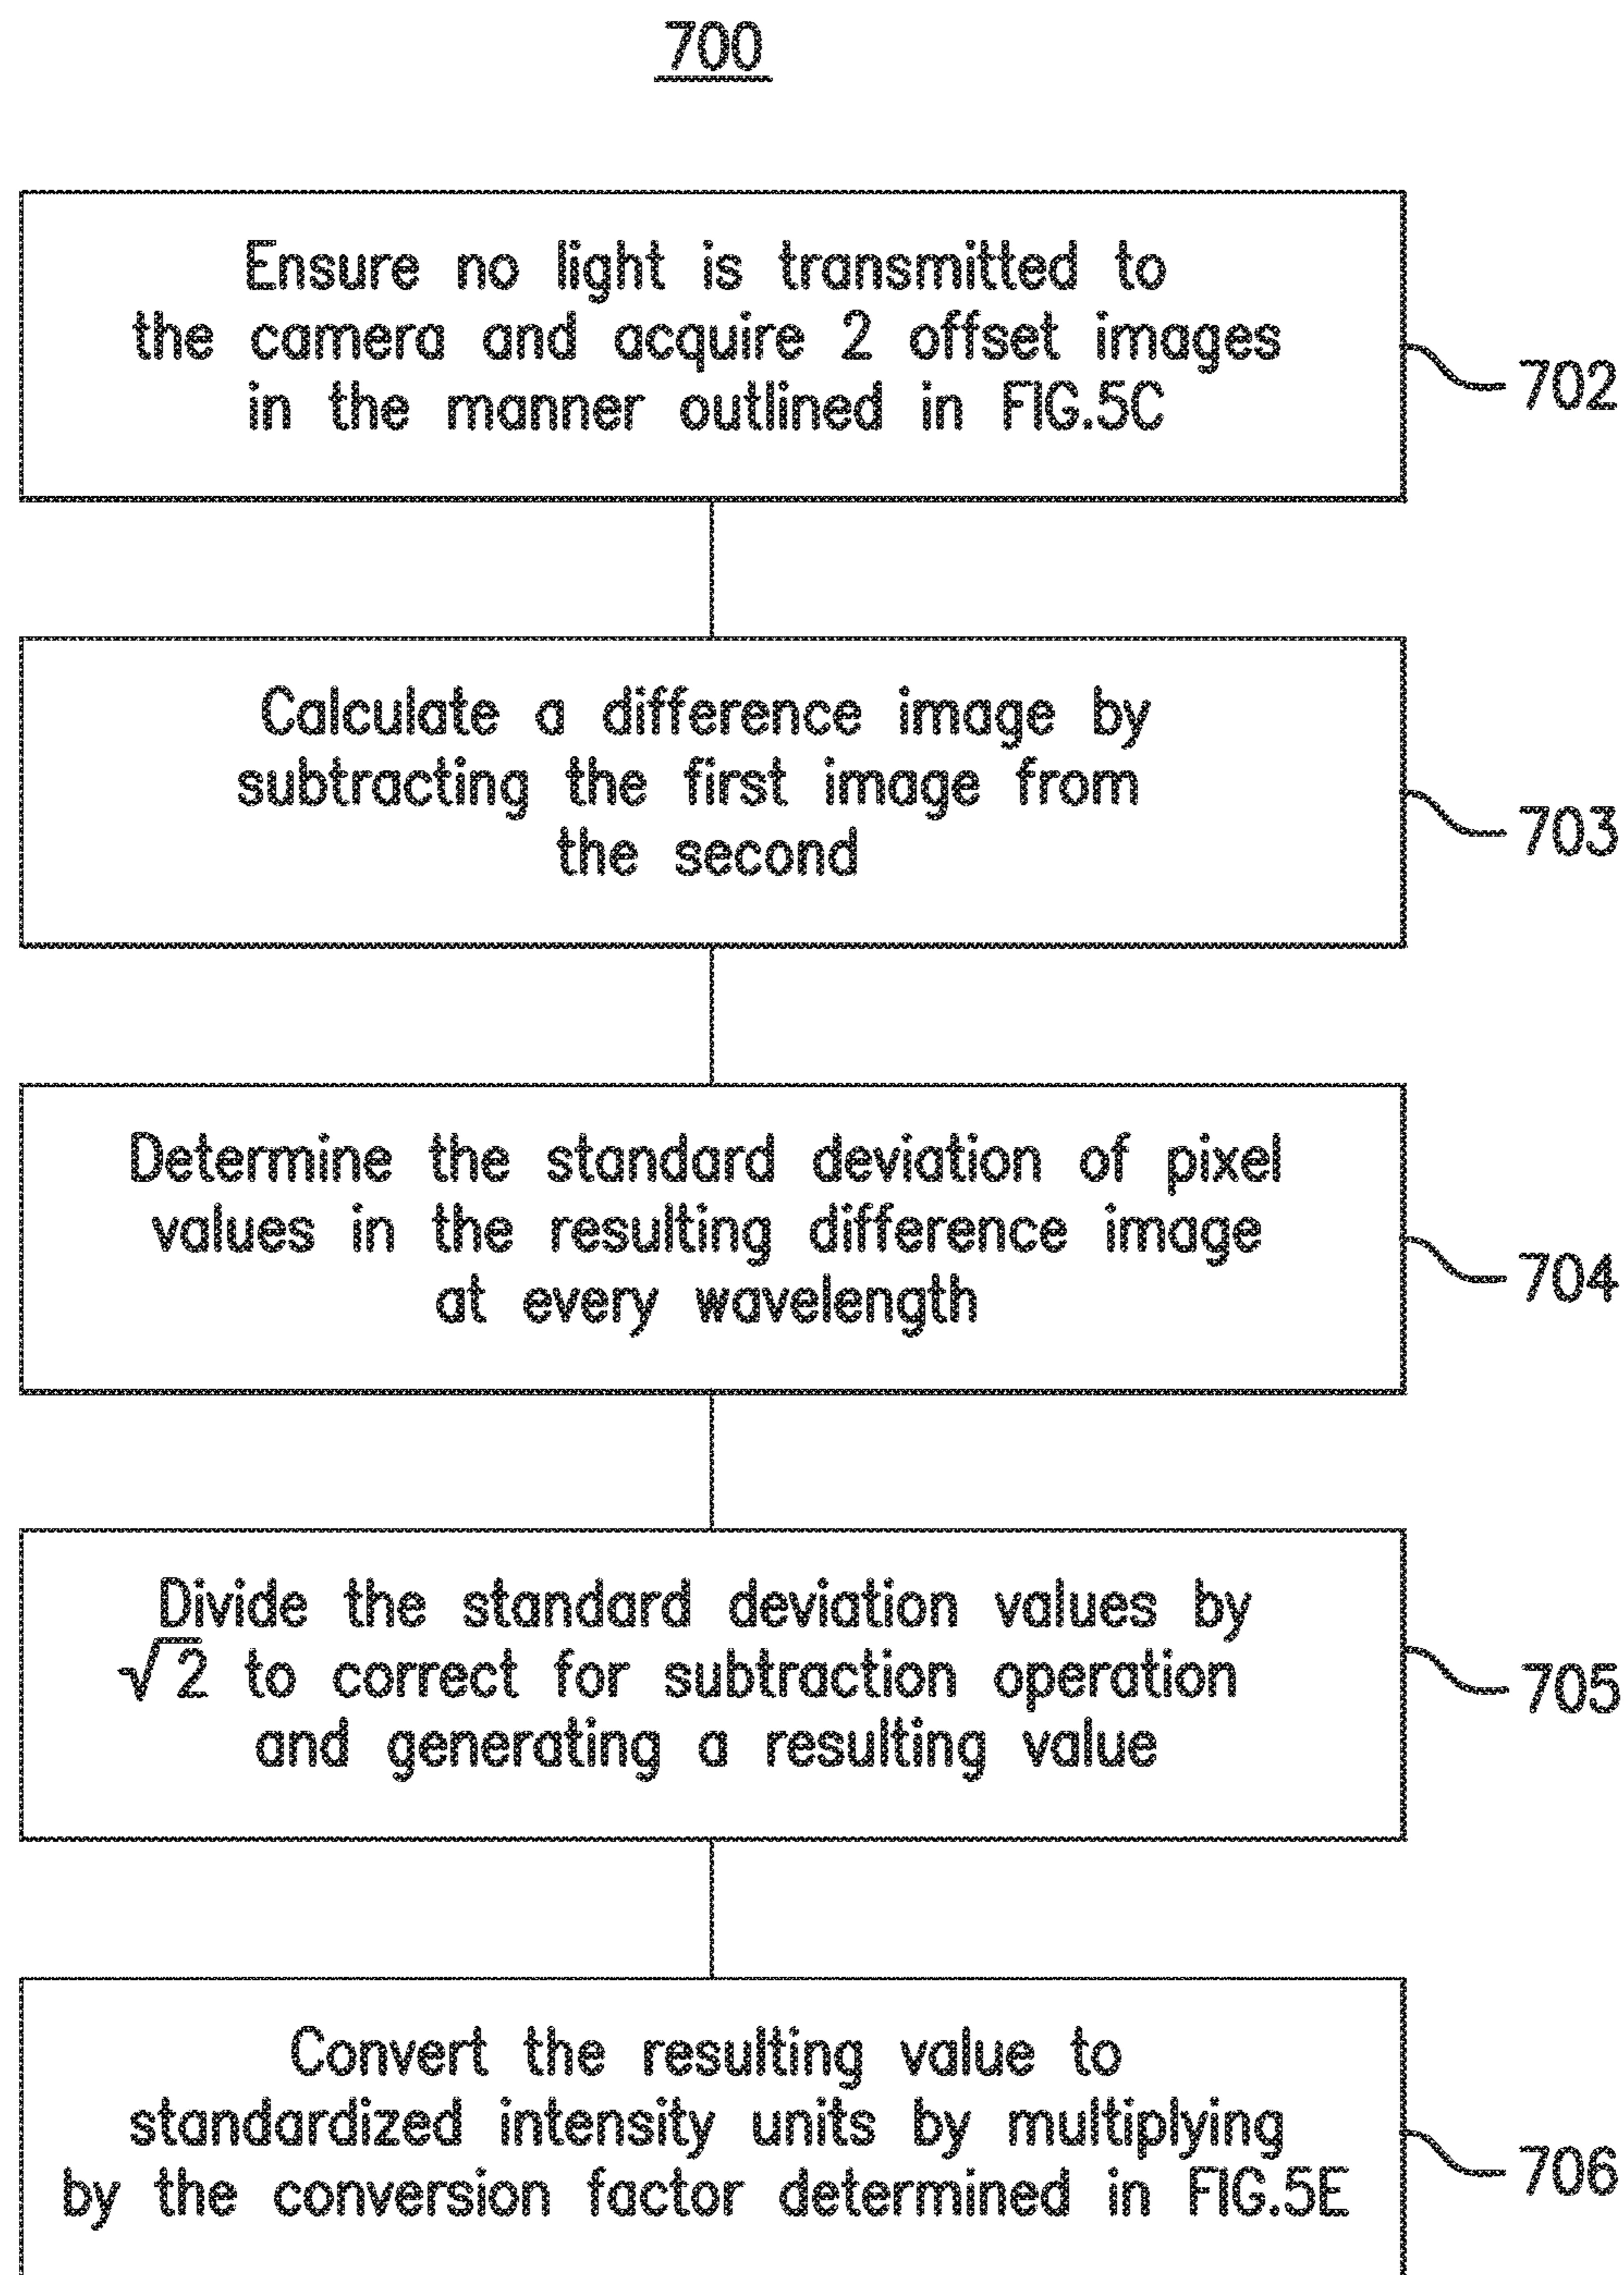 700
Ensure no light is transmitted to
the camera and acquire 2 offset images
in the manner outlined in FIG.5C
702
Calculate a difference image by
subtracting the first image from
the second
703
Determine the standard deviation of pixel
values in the resulting difference image
at every wavelength
704
Divide the standard deviation values by
√2 to correct for subtraction operation
and generating a resulting value
705
Convert the resulting value to
standardized intensity units by multiplying
by the conversion factor determined in FIG.5E
706